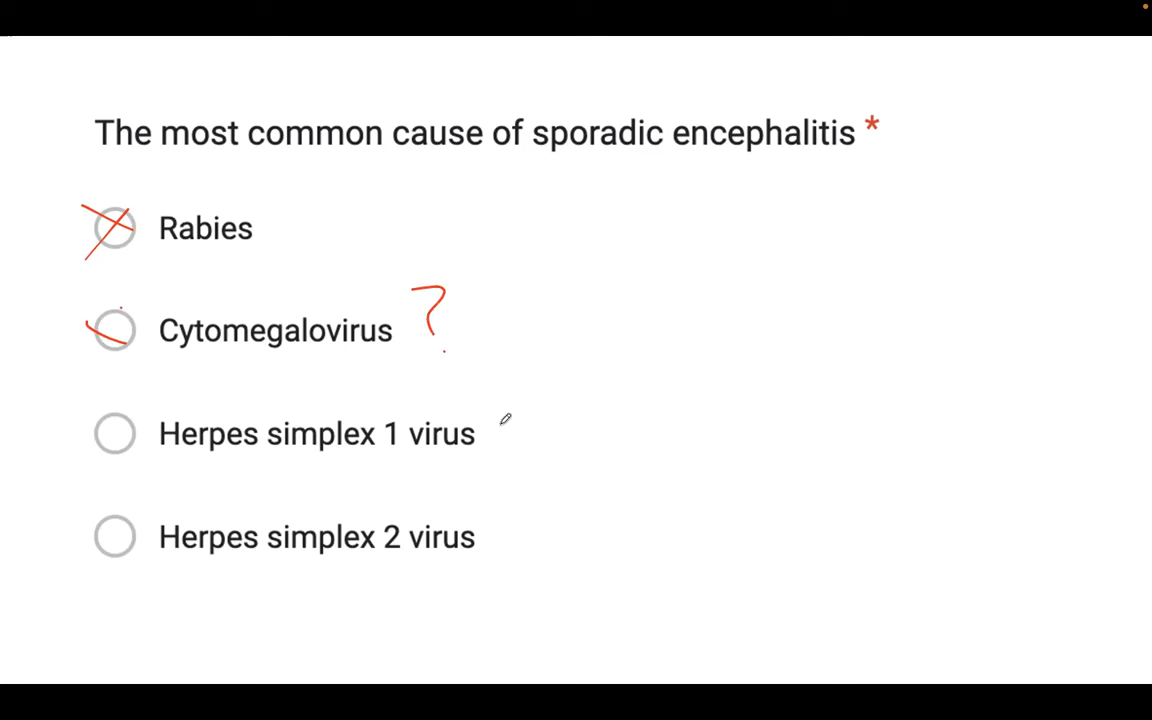 The most common cause of sporadic encephalitis *
Rabies
Cytomegalovirus ?
Herpes simplex 1 virus
Herpes simplex 2 virus